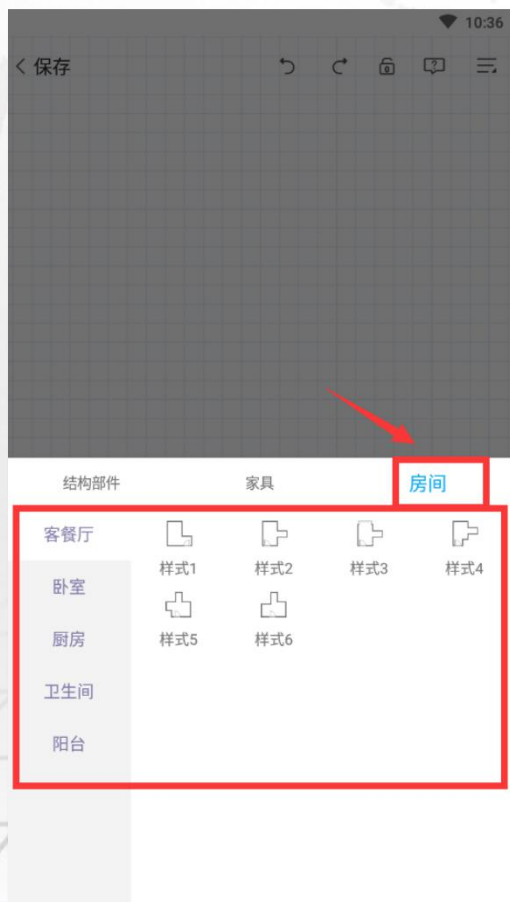 10:36
保存
结构部件 家具 房间
客餐厅
样式1 样式2 样式3 样式4
卧室
厨房
样式5 样式6
卫生间
阳台